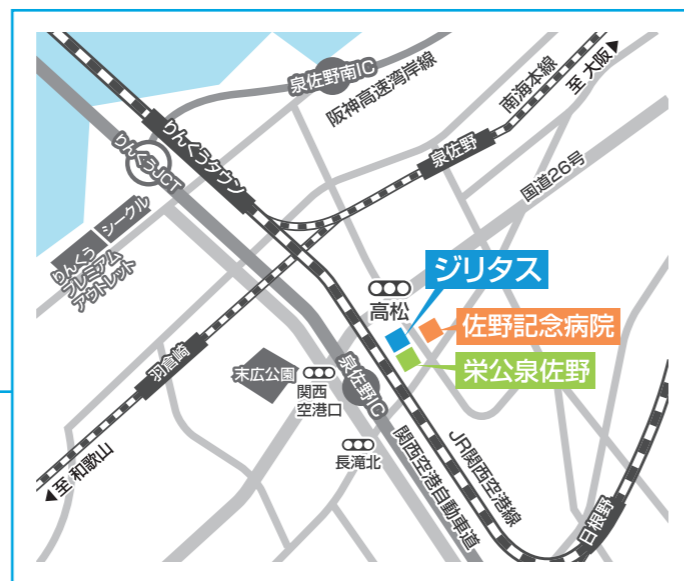 泉佐野南IC
阪神高速湾岸線
南海本線
至 大阪
りんくうタウン
りんくうJCT
泉佐野
国道26号
シークル
りんくう
プレミアム
アウトレット
ジリタス
高松
佐野記念病院
栄公泉佐野
羽倉崎
末広公園
関西
空港口
泉佐野IC
長滝北
至 和歌山
関西空港自動車道
JR関西空港線
日根野